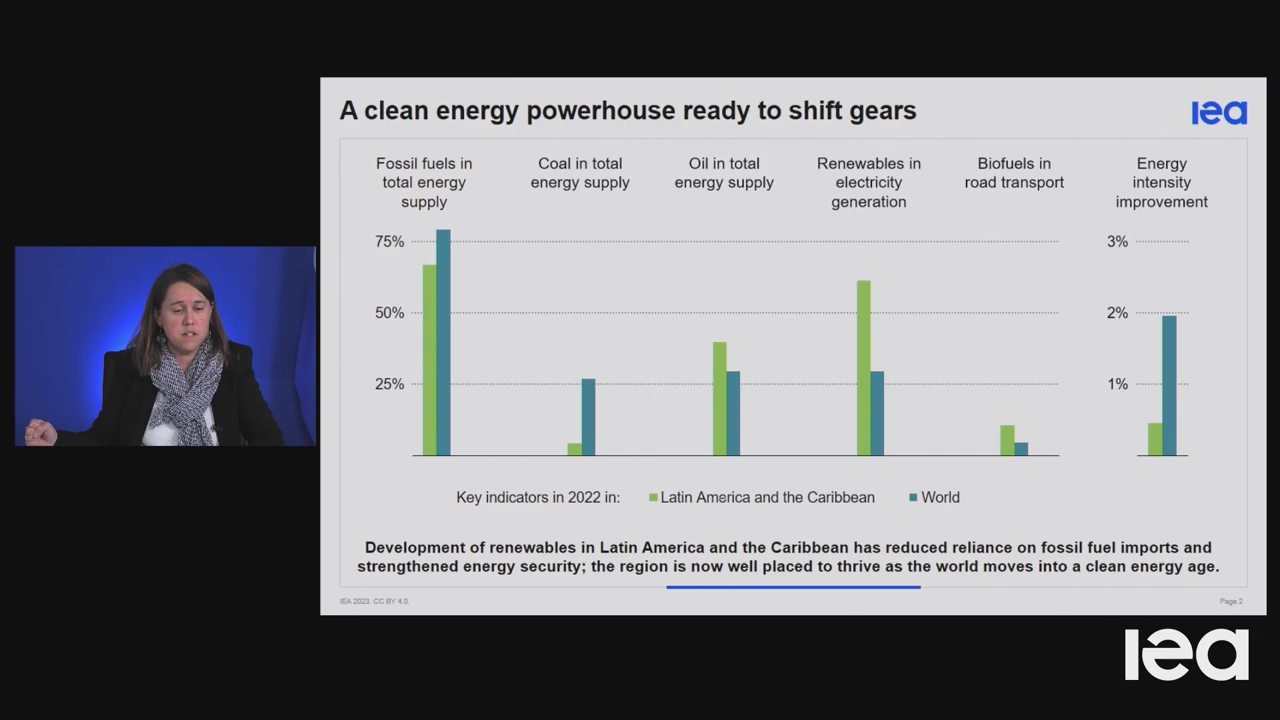 A clean energy powerhouse ready to shift gears
iea
Fossil fuels in
total energy
supply
Coal in total
energy supply
Oil in total
energy supply
Renewables in
electricity
generation
Biofuels in
road transport
Energy
intensity
improvement
75%
50%
25%
3%
2%
1%
Key indicators in 2022 in:
Latin America and the Caribbean
World
Development of renewables in Latin America and the Caribbean has reduced reliance on fossil fuel imports and
strengthened energy security; the region is now well placed to thrive as the world moves into a clean energy age.
IEA 2023. CC BY 4.0.
Page 2
iea